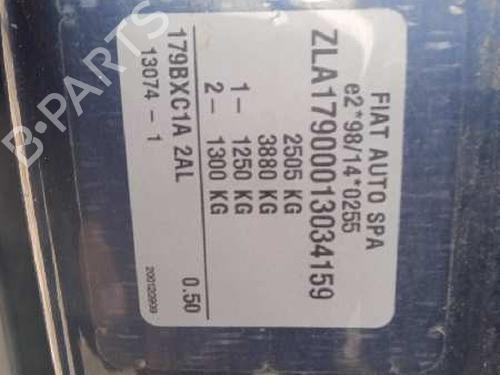 FIAT AUTO SPA
e2*98/14*0255
ZLA17900013034159
2505 KG
3880 KG
1- 1250 KG
2- 1300 KG
179BXC1A 2AL 0.50
13074 - 1
B-PARTS